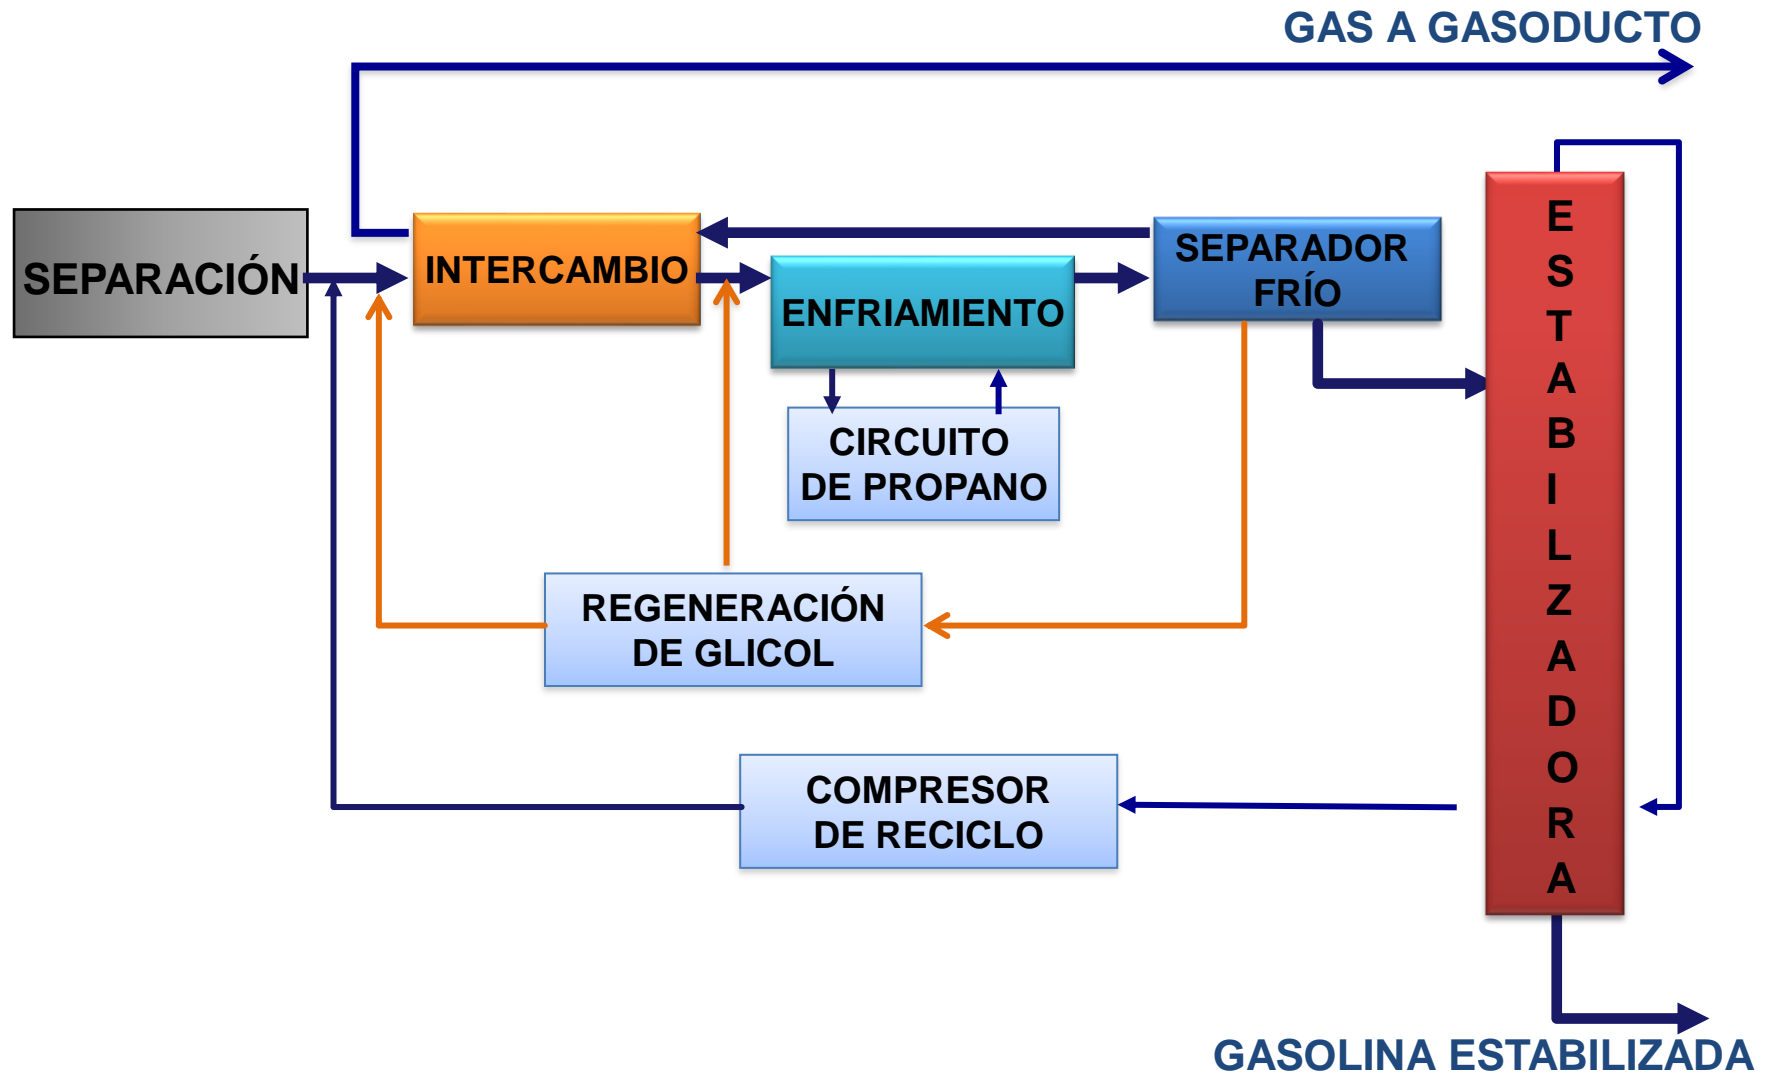 GAS A GASODUCTO
SEPARACIÓN
INTERCAMBIO
ENFRIAMIENTO
SEPARADOR
FRÍO
CIRCUITO
DE PROPANO
REGENERACIÓN
DE GLICOL
COMPRESOR
DE RECICLO
E
S
T
A
B
I
L
Z
A
D
O
R
A
GASOLINA ESTABILIZADA